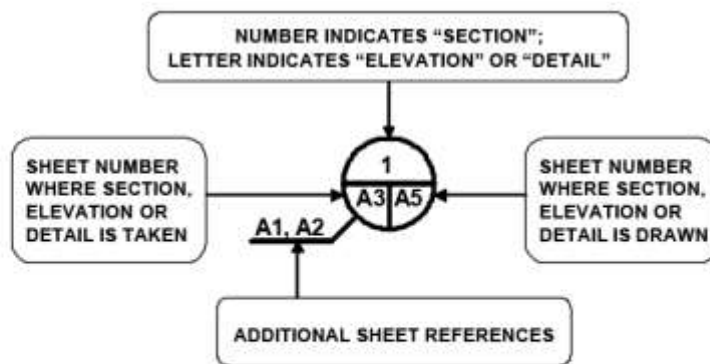 NUMBER INDICATES “SECTION”;
LETTER INDICATES “ELEVATION” OR “DETAIL”
SHEET NUMBER
WHERE SECTION,
ELEVATION OR
DETAIL IS TAKEN
1
A3 A5
A1, A2
SHEET NUMBER
WHERE SECTION,
ELEVATION OR
DETAIL IS DRAWN
ADDITIONAL SHEET REFERENCES